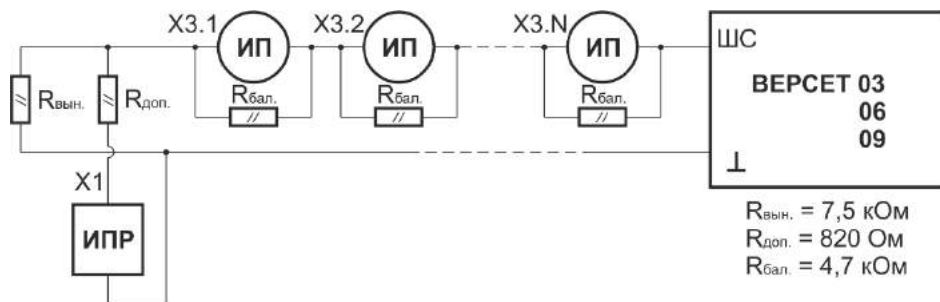 X3.1
X3.2
X3.N
ИП
ИП
ИП
ШС
Rвын.
Rдоп.
Rбал.
Rбал.
Rбал.
ВЕРСЕТ 03
06
09
X1
ИПР
Rвын. = 7,5 кОм
Rдоп. = 820 Ом
Rбал. = 4,7 кОм